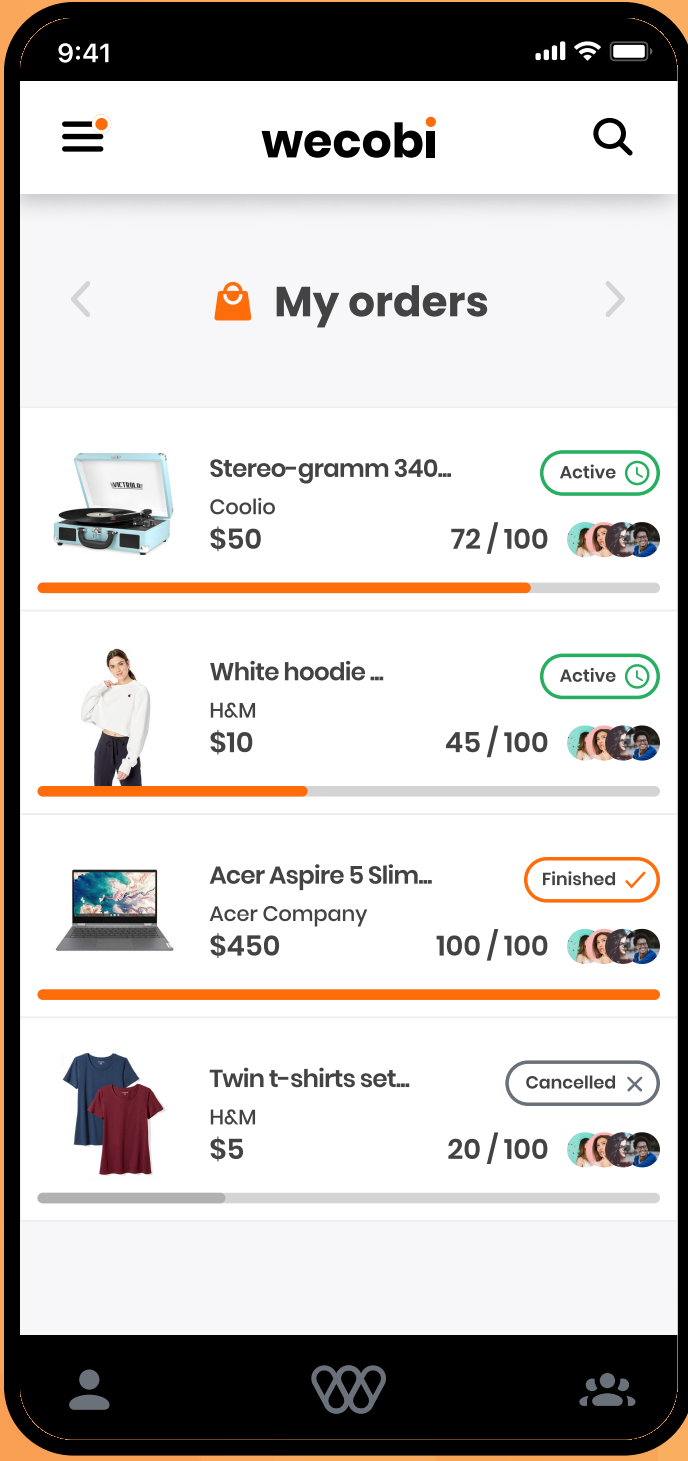 9:41
wecobi
My orders
VICTROLA
Stereo-gramm 340...
Active
Coolio
$50
72 / 100
White hoodie ...
Active
H&M
$10
45 / 100
Acer Aspire 5 Slim...
Finished
Acer Company
$450
100 / 100
Twin t-shirts set...
Cancelled
H&M
$5
20 / 100